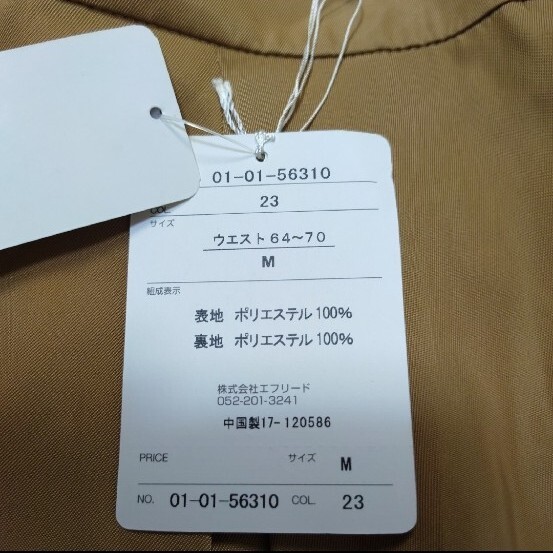 01-01-56310
COL. 23
サイズ
ウエスト64～70
M
組成表示
表地 ポリエステル100%
裏地 ポリエステル100%
株式会社エフリード
052-201-3241
中国製17-120586
PRICE サイズ M
NO. 01-01-56310 COL. 23